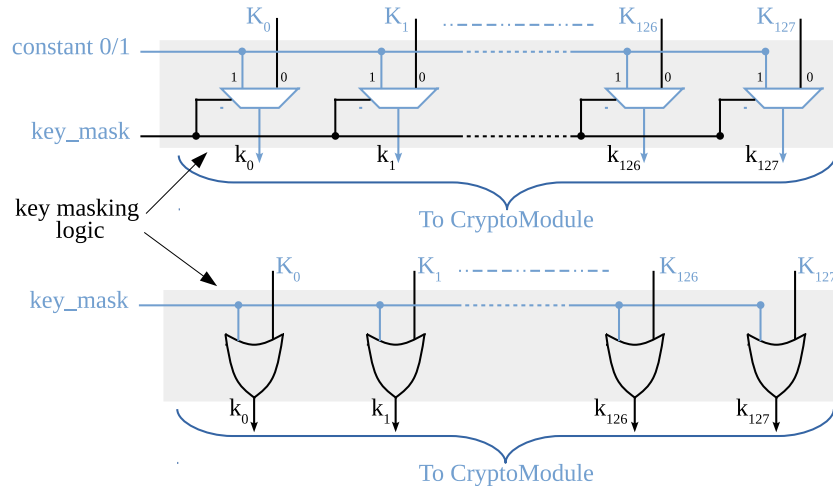 K0 K1 K126 K127
constant 0/1
1 0 1 0 1 0 1 0
key_mask
k0 k1 k126 k127
key masking
logic
To CryptoModule
K0 K1 K126 K127
key_mask
k0 k1 k126 k127
To CryptoModule